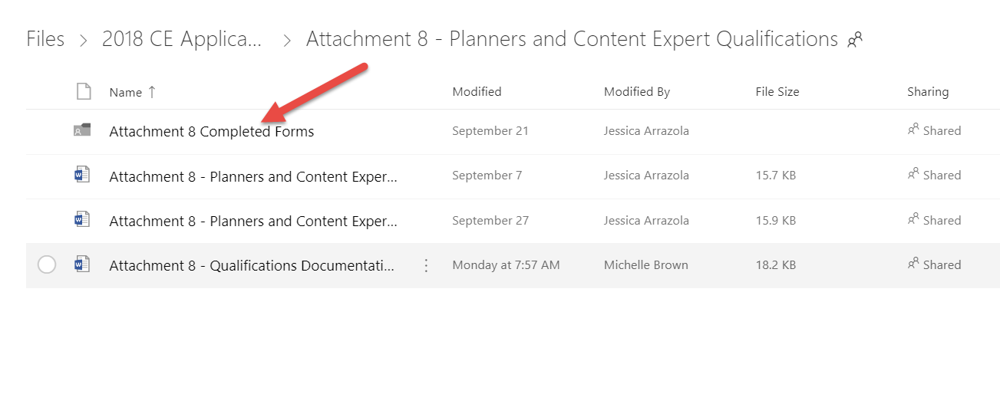 Files > 2018 CE Applica... > Attachment 8 - Planners and Content Expert Qualifications
Name ↑ Modified Modified By File Size Sharing
Attachment 8 Completed Forms September 21 Jessica Arrazola Shared
Attachment 8 - Planners and Content Exper... September 7 Jessica Arrazola 15.7 KB Shared
Attachment 8 - Planners and Content Exper... September 27 Jessica Arrazola 15.9 KB Shared
Attachment 8 - Qualifications Documentati... Monday at 7:57 AM Michelle Brown 18.2 KB Shared